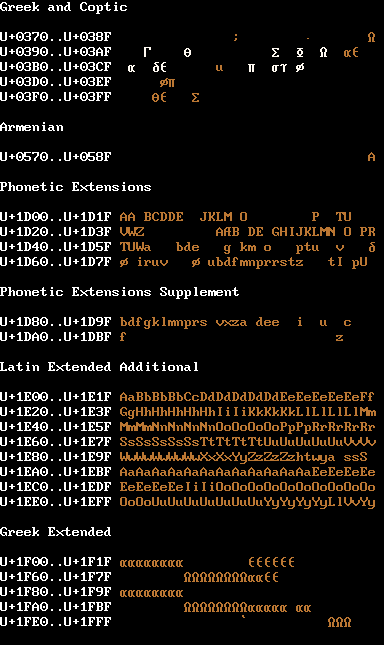 Greek and Coptic
U+0370..U+038F ; · Ω
U+0390..U+03AF Γ θ Σ Φ Ω αε
U+03B0..U+03CF α δε u π στ ø
U+03D0..U+03EF øπ
U+03F0..U+03FF θε Σ
Armenian
U+0570..U+058F A
Phonetic Extensions
U+1D00..U+1D1F AÆ BCDDE JKLM O P TU
U+1D20..U+1D3F VWZ AÆB DE GHIJKLMN O PR
U+1D40..U+1D5F TUWa bde g km o ptu v δ
U+1D60..U+1D7F ø iruv ø ubdfmnprrstz tI pU
Phonetic Extensions Supplement
U+1D80..U+1D9F bdfgklmnprs vxza dee i u c
U+1DA0..U+1DBF f z
Latin Extended Additional
U+1E00..U+1E1F AaBbBbBbCcDdDdDdDdDdEeEeEeEeEeFf
U+1E20..U+1E3F GgHhHhHhHhHhIiIiKkKkKkLlLlLlLlMm
U+1E40..U+1E5F MmMmNnNnNnNnOoOoOoOoPpPpRrRrRrRr
U+1E60..U+1E7F SsSsSsSsSsTtTtTtTtUuUuUuUuUuVvVv
U+1E80..U+1E9F WwWwWwWwWwXxXxYyZzZzZzhtwya ssS
U+1EA0..U+1EBF AaAaAaAaAaAaAaAaAaAaAaAaEeEeEeEe
U+1EC0..U+1EDF EeEeEeEeIiIiOoOoOoOoOoOoOoOoOoOo
U+1EE0..U+1EFF OoOoUuUuUuUuUuUuUuYyYyYyYyLlVvYy
Greek Extended
U+1F00..U+1F1F αααααααα εεεεεε
U+1F60..U+1F7F ΩΩΩΩΩΩΩΩααεε
U+1F80..U+1F9F αααααααα
U+1FA0..U+1FBF ΩΩΩΩΩΩΩΩααααα αα
U+1FE0..U+1FFF ` ΩΩΩ